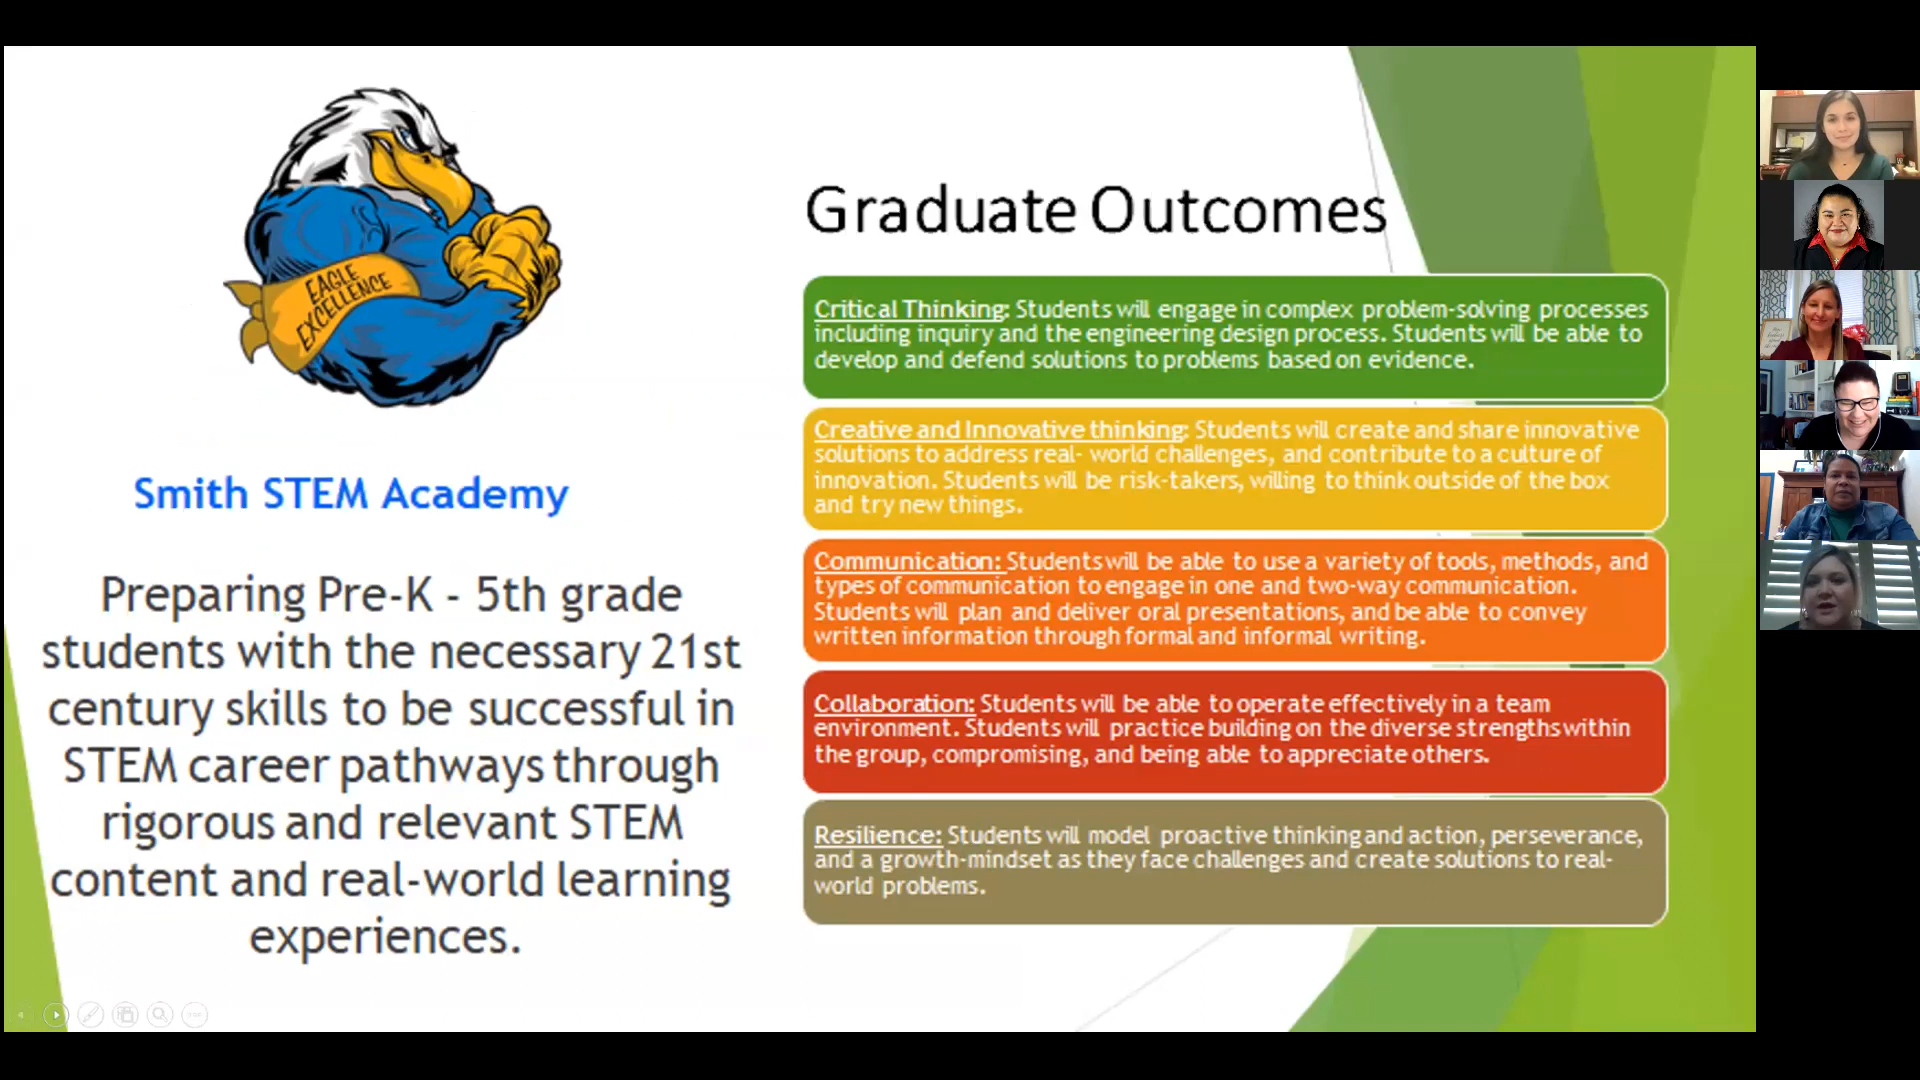 EAGLE
EXCELLENCE
Smith STEM Academy
Preparing Pre-K - 5th grade
students with the necessary 21st
century skills to be successful in
STEM career pathways through
rigorous and relevant STEM
content and real-world learning
experiences.
Graduate Outcomes
Critical Thinking: Students will engage in complex problem-solving processes
including inquiry and the engineering design process. Students will be able to
develop and defend solutions to problems based on evidence.
Creative and Innovative thinking: Students will create and share innovative
solutions to address real- world challenges, and contribute to a culture of
innovation. Students will be risk-takers, willing to think outside of the box
and try new things.
Communication: Students will be able to use a variety of tools, methods, and
types of communication to engage in one and two-way communication.
Students will plan and deliver oral presentations, and be able to convey
written information through formal and informal writing.
Collaboration: Students will be able to operate effectively in a team
environment. Students will practice building on the diverse strengths within
the group, compromising, and being able to appreciate others.
Resilience: Students will model proactive thinking and action, perseverance,
and a growth-mindset as they face challenges and create solutions to real-
world problems.